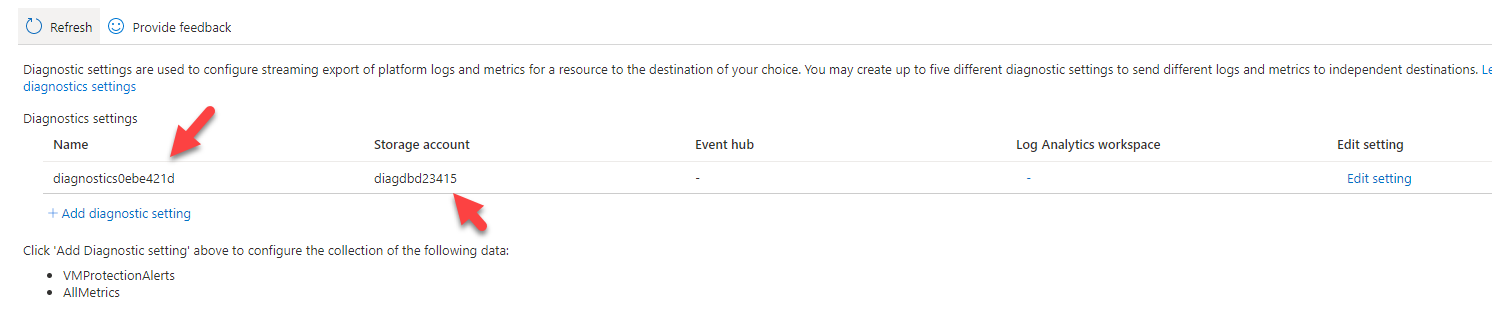 Refresh Provide feedback
Diagnostic settings are used to configure streaming export of platform logs and metrics for a resource to the destination of your choice. You may create up to five different diagnostic settings to send different logs and metrics to independent destinations. Le
diagnostics settings
Diagnostics settings
Name Storage account Event hub Log Analytics workspace Edit setting
diagnostics0ebe421d diagdbd23415 - - Edit setting
+ Add diagnostic setting
Click 'Add Diagnostic setting' above to configure the collection of the following data:
• VMProtectionAlerts
• AllMetrics